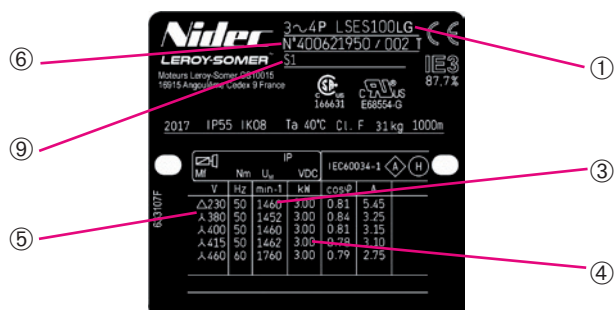 Nidec 3~4P LSES100LG CE
⑥ N°400621950 / 002 T ①
LEROY-SOMER S1 IE3
Moteurs Leroy-Somer CS10015 87.7%
16915 Angoulême Cedex 9 France
166631 E68554-G
⑨ 2017 IP55 IK08 Ta 40°C Cl. F 31kg 1000m
IP IEC60034-1 A H
Mf Nm UM VDC ③
V Hz min-1 kW cosφ A
⑤ △230 50 1460 3.00 0.81 5.45
⅄380 50 1452 3.00 0.84 3.25
⅄400 50 1460 3.00 0.81 3.15
⅄415 50 1462 3.00 0.78 3.10 ④
⅄460 60 1760 3.00 0.79 2.75
633107F